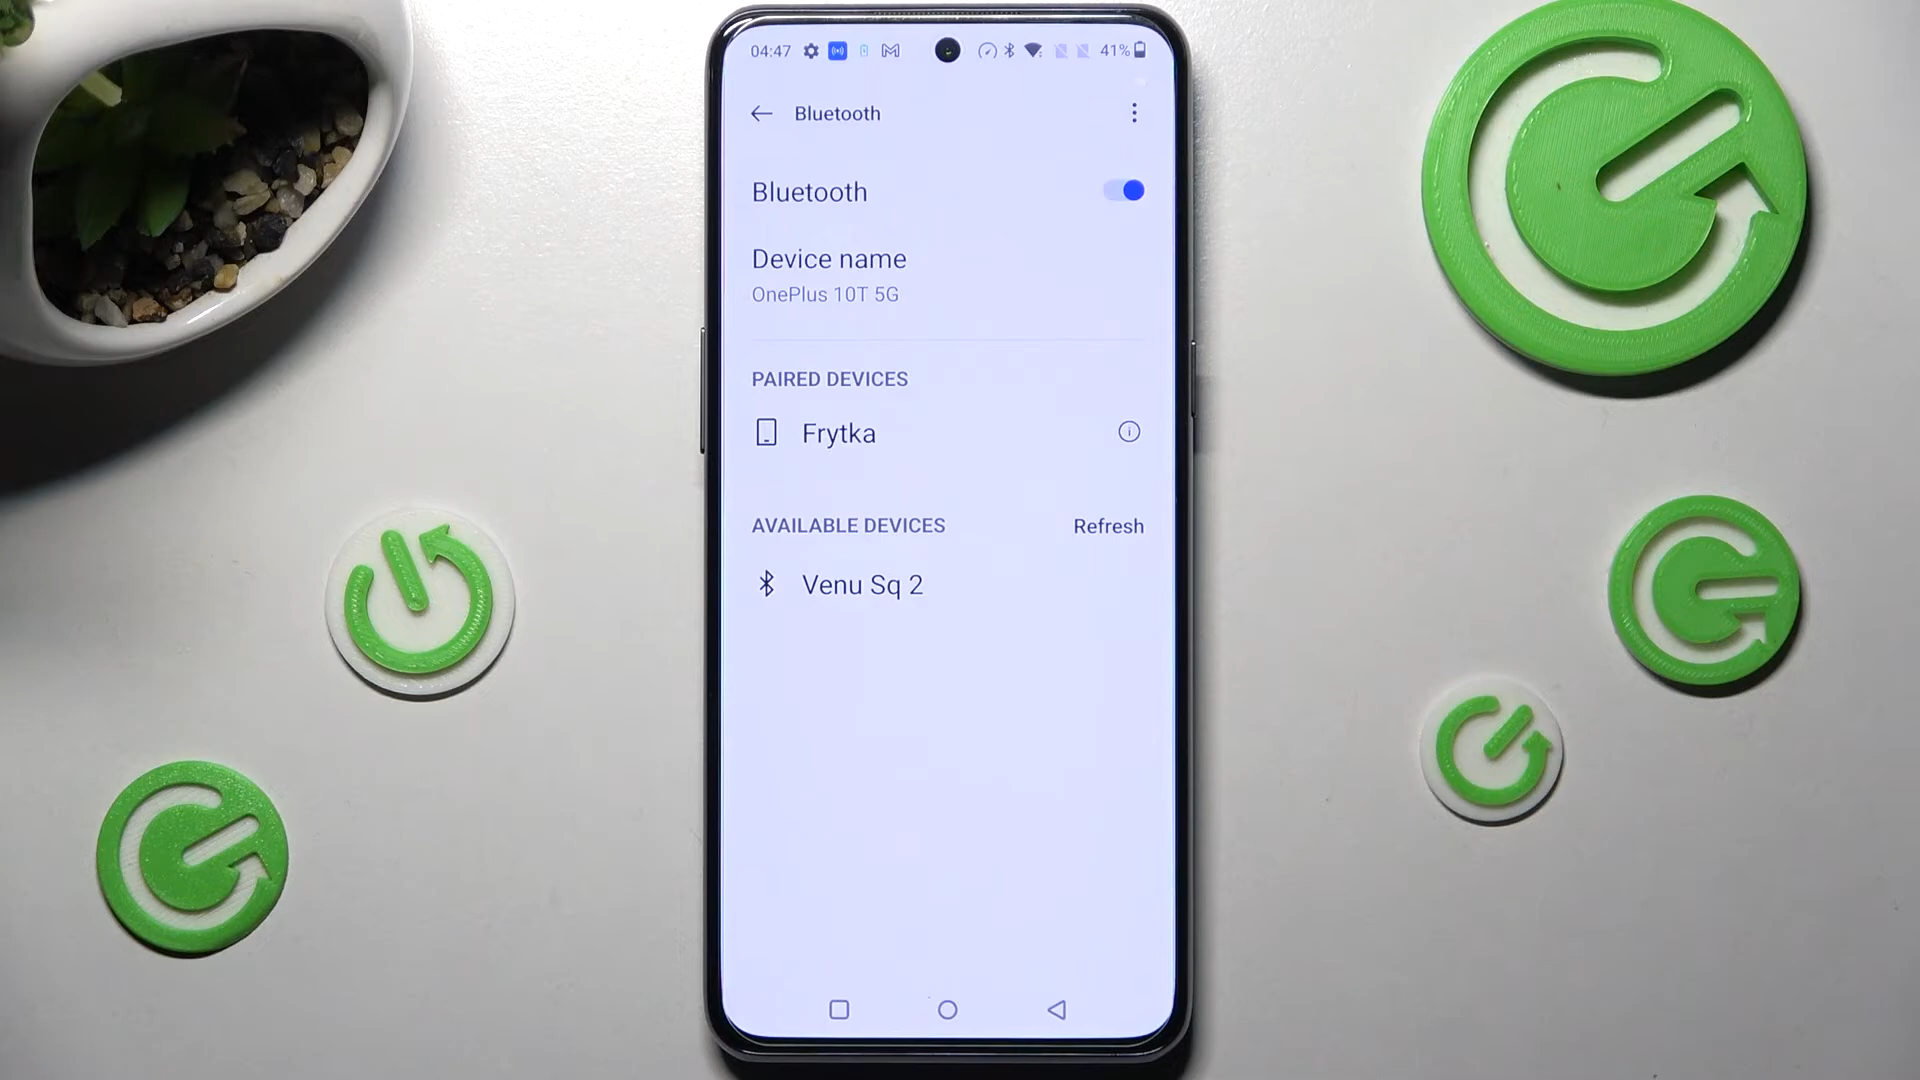 04:47 41%
Bluetooth
Bluetooth
Device name
OnePlus 10T 5G
PAIRED DEVICES
Frytka
AVAILABLE DEVICES Refresh
Venu Sq 2